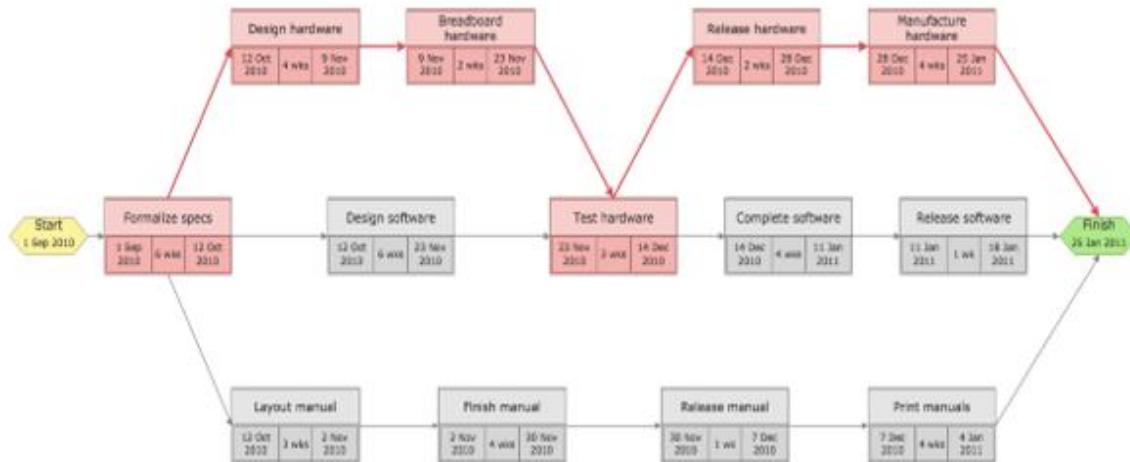 Design hardware
12 Oct 2010
4 wks
9 Nov 2010
Breadboard
hardware
9 Nov 2010
2 wks
23 Nov 2010
Release hardware
14 Dec 2010
2 wks
28 Dec 2010
Manufacture
hardware
28 Dec 2010
4 wks
25 Jan 2011
Start
1 Sep 2010
Formalize specs
1 Sep 2010
6 wks
12 Oct 2010
Design software
12 Oct 2010
6 wks
23 Nov 2010
Test hardware
23 Nov 2010
3 wks
14 Dec 2010
Complete software
14 Dec 2010
4 wks
11 Jan 2011
Release software
11 Jan 2011
1 wk
18 Jan 2011
Finish
25 Jan 2011
Layout manual
12 Oct 2010
3 wks
2 Nov 2010
Finish manual
2 Nov 2010
4 wks
30 Nov 2010
Release manual
30 Nov 2010
1 wk
7 Dec 2010
Print manuals
7 Dec 2010
4 wks
4 Jan 2011